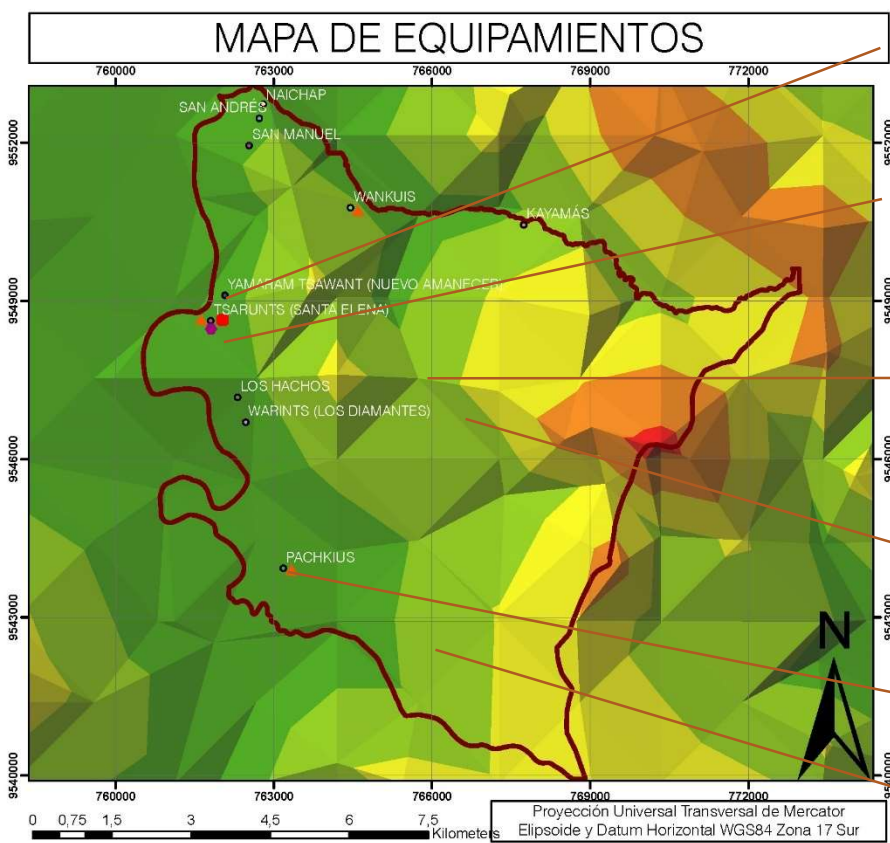 MAPA DE EQUIPAMIENTOS
760000 763000 766000 769000 772000
NAICHAP
SAN ANDRÉS
SAN MANUEL
9552000 9552000
WANKUIS
KAYAMÁS
YAMARAM TSAWANT (NUEVO AMANECER)
9549000 9549000
TSARUNTS (SANTA ELENA)
LOS HACHOS
WARINTS (LOS DIAMANTES)
9546000 9546000
PACHKIUS
9543000 9543000
N
9540000 9540000
760000 763000 766000 769000 772000
0 0,75 1,5 3 4,5 6 7,5
Kilometers
Proyección Universal Transversal de Mercator
Elipsoide y Datum Horizontal WGS84 Zona 17 Sur